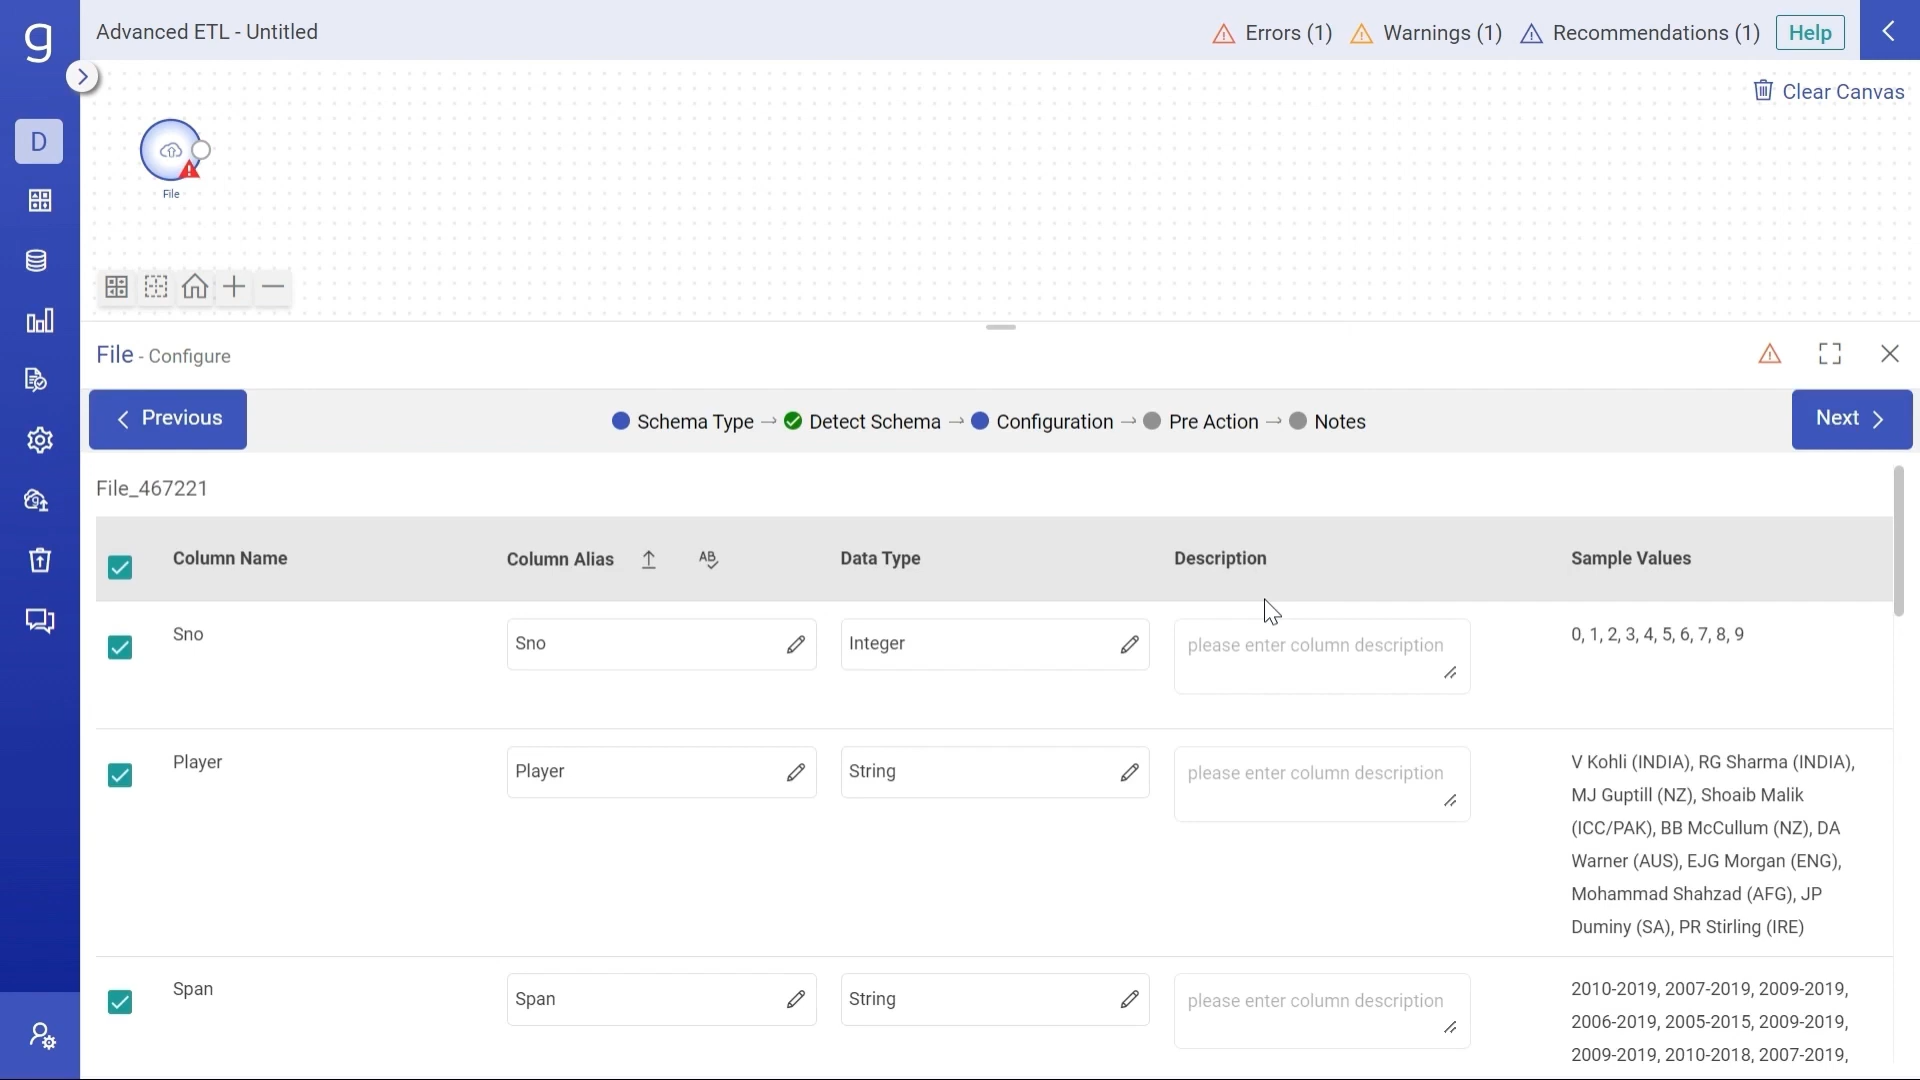 g
Advanced ETL - Untitled
Errors (1)
Warnings (1)
Recommendations (1)
Help
Clear Canvas
D
File
File - Configure
Previous
Schema Type → Detect Schema → Configuration → Pre Action → Notes
Next
File_467221
Column Name
Column Alias
AB
Data Type
Description
Sample Values
Sno
Sno
Integer
please enter column description
0, 1, 2, 3, 4, 5, 6, 7, 8, 9
Player
Player
String
please enter column description
V Kohli (INDIA), RG Sharma (INDIA),
MJ Guptill (NZ), Shoaib Malik
(ICC/PAK), BB McCullum (NZ), DA
Warner (AUS), EJG Morgan (ENG),
Mohammad Shahzad (AFG), JP
Duminy (SA), PR Stirling (IRE)
Span
Span
String
please enter column description
2010-2019, 2007-2019, 2009-2019,
2006-2019, 2005-2015, 2009-2019,
2009-2019, 2010-2018, 2007-2019,